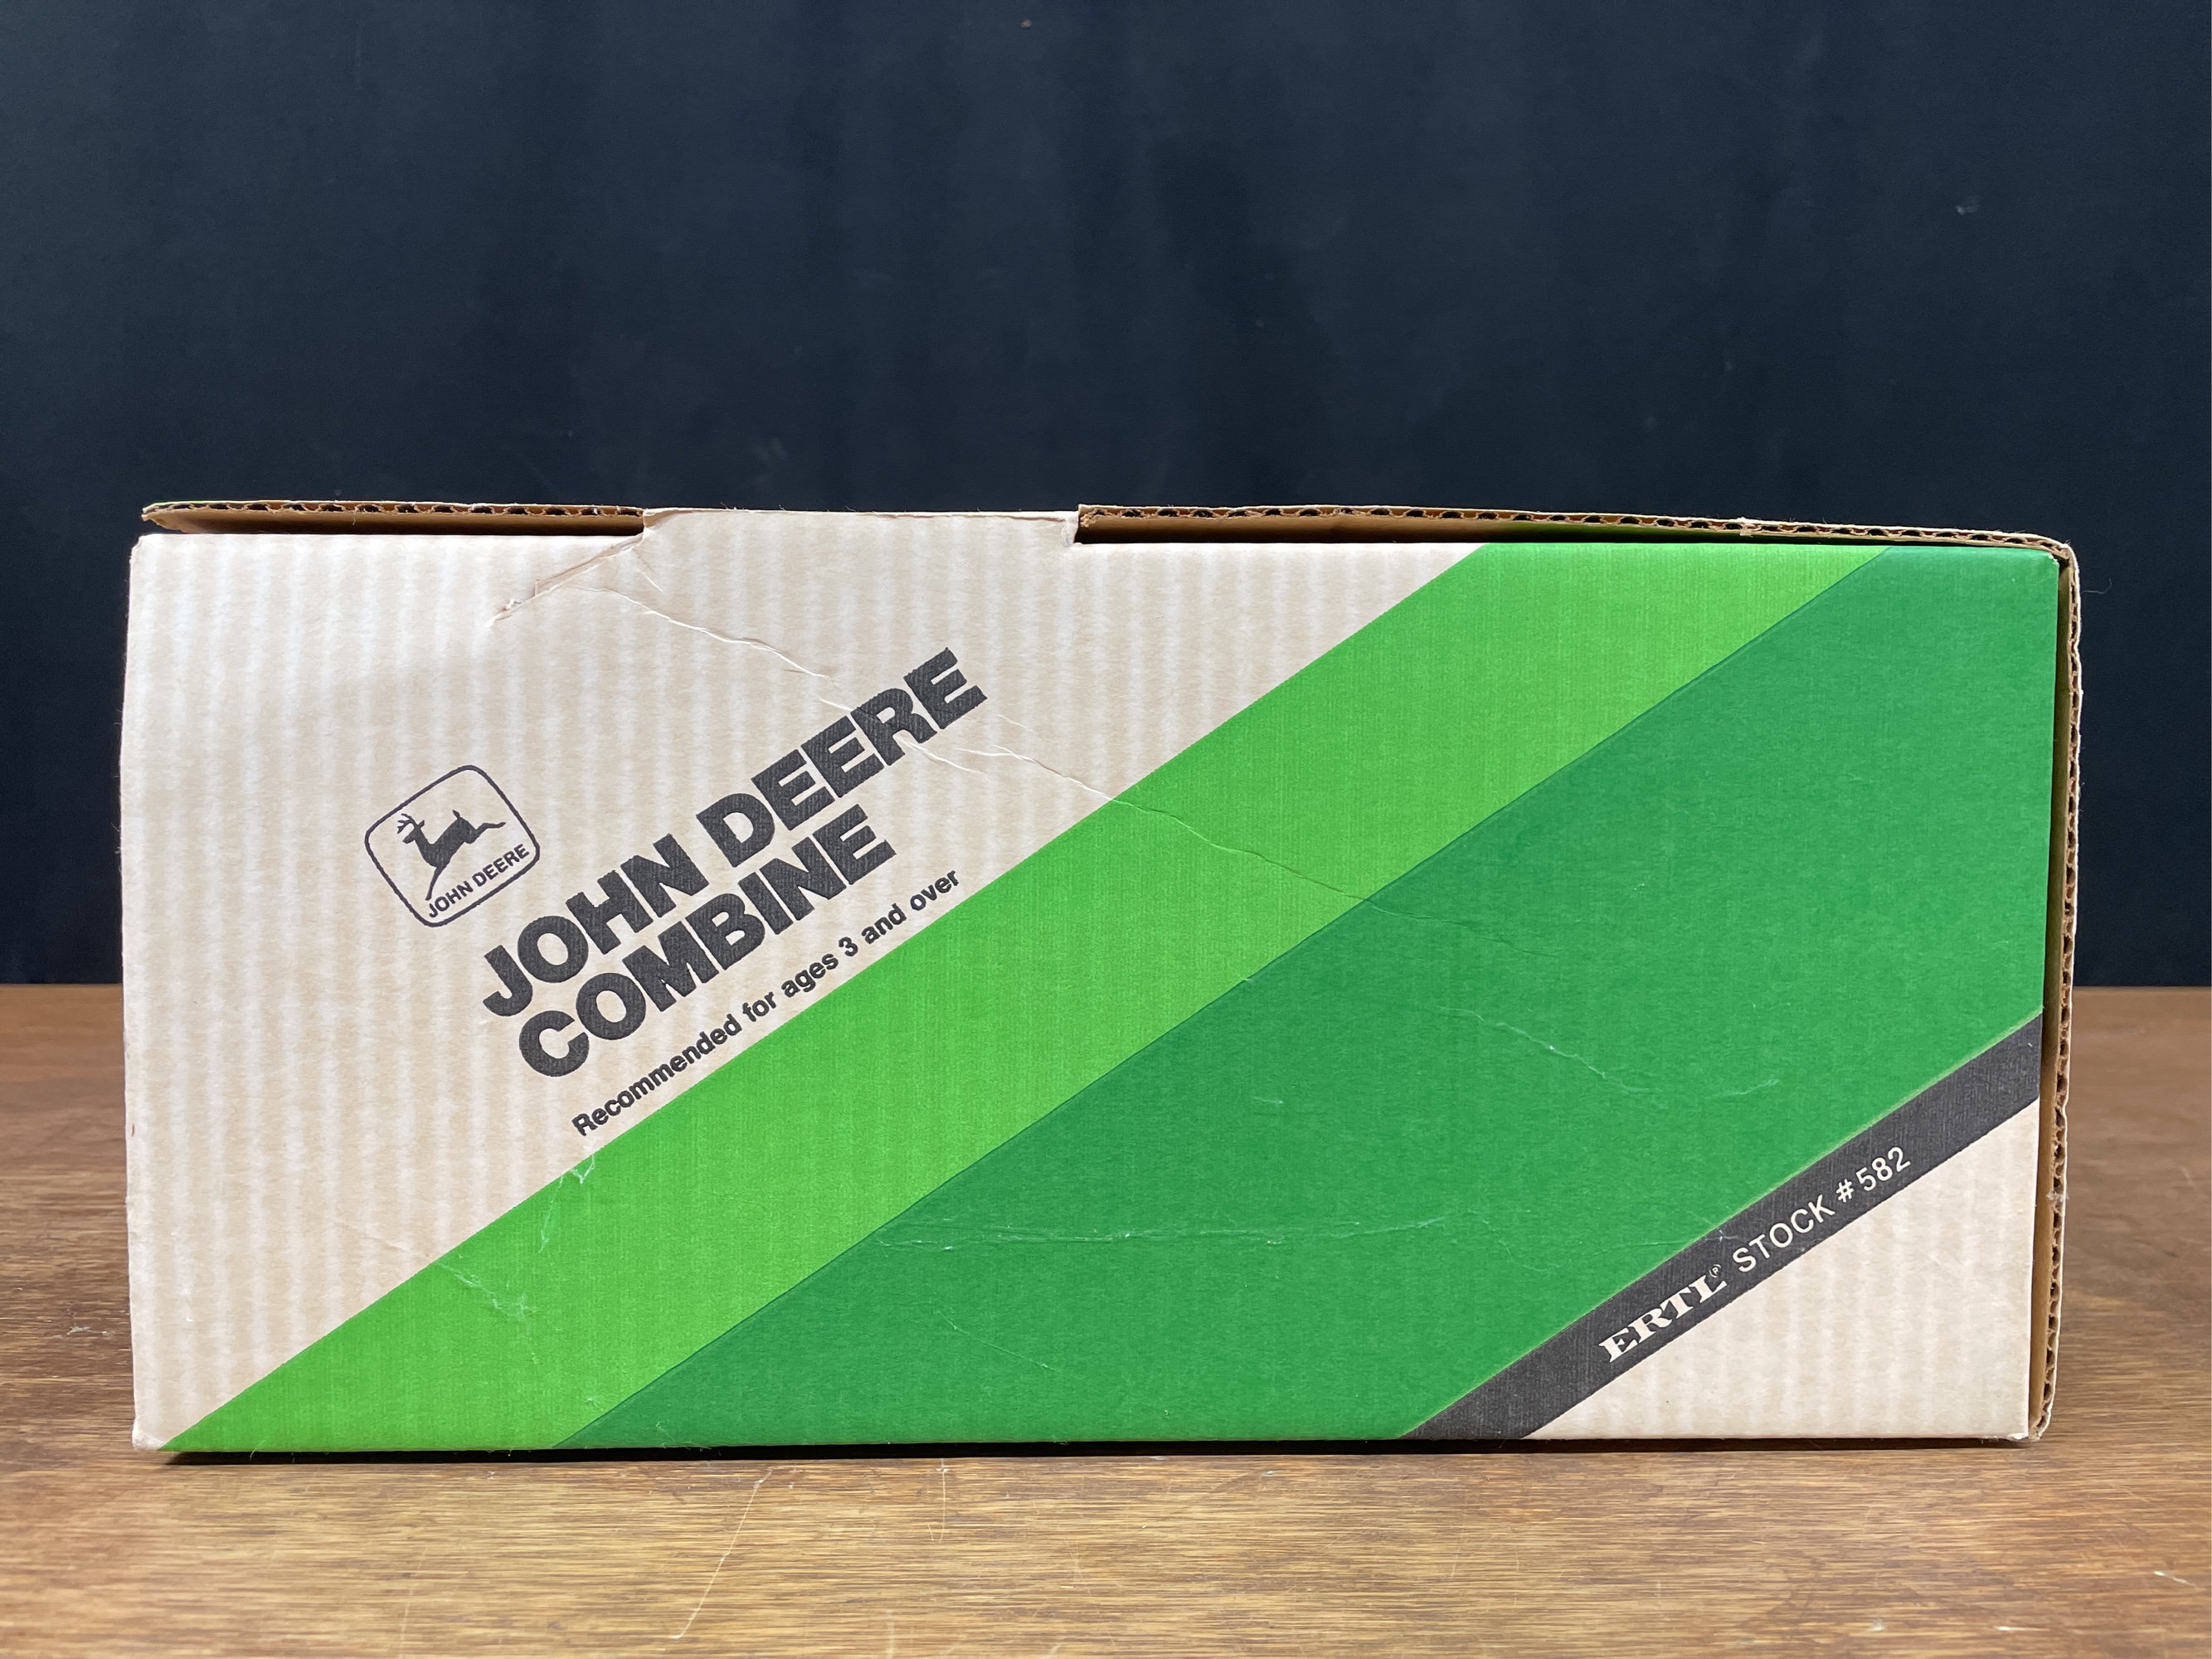 JOHN DEERE
JOHN DEERE
COMBINE
Recommended for ages 3 and over
ERTL® STOCK #582